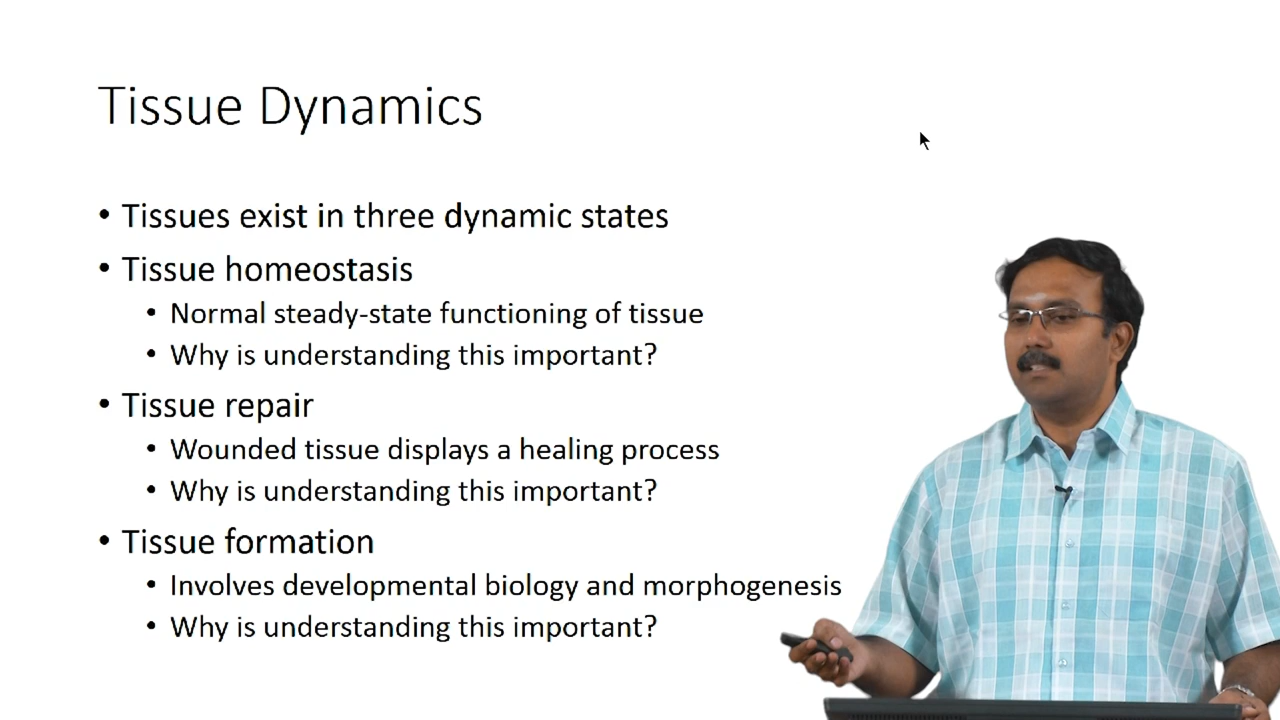 Tissue Dynamics
• Tissues exist in three dynamic states
• Tissue homeostasis
• Normal steady-state functioning of tissue
• Why is understanding this important?
• Tissue repair
• Wounded tissue displays a healing process
• Why is understanding this important?
• Tissue formation
• Involves developmental biology and morphogenesis
• Why is understanding this important?